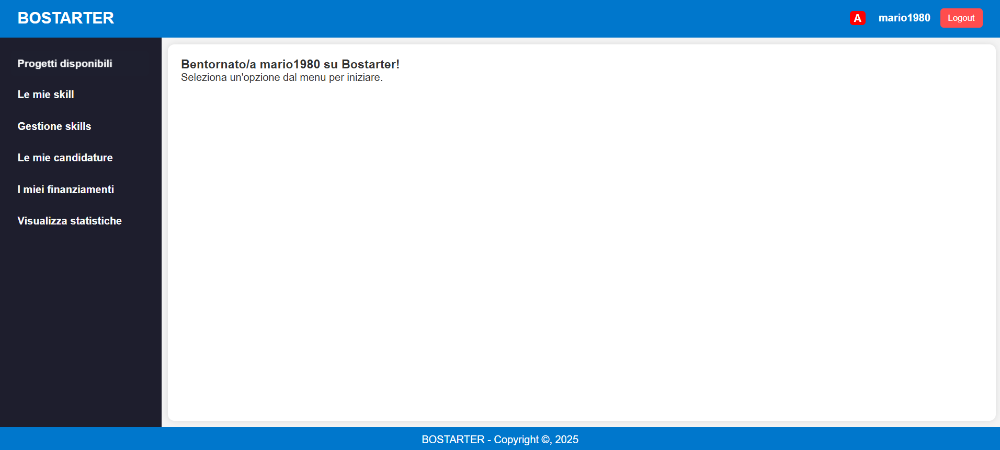 BOSTARTER
A mario1980 Logout
Progetti disponibili
Le mie skill
Gestione skills
Le mie candidature
I miei finanziamenti
Visualizza statistiche
Bentornato/a mario1980 su Bostarter!
Seleziona un'opzione dal menu per iniziare.
BOSTARTER - Copyright ©, 2025